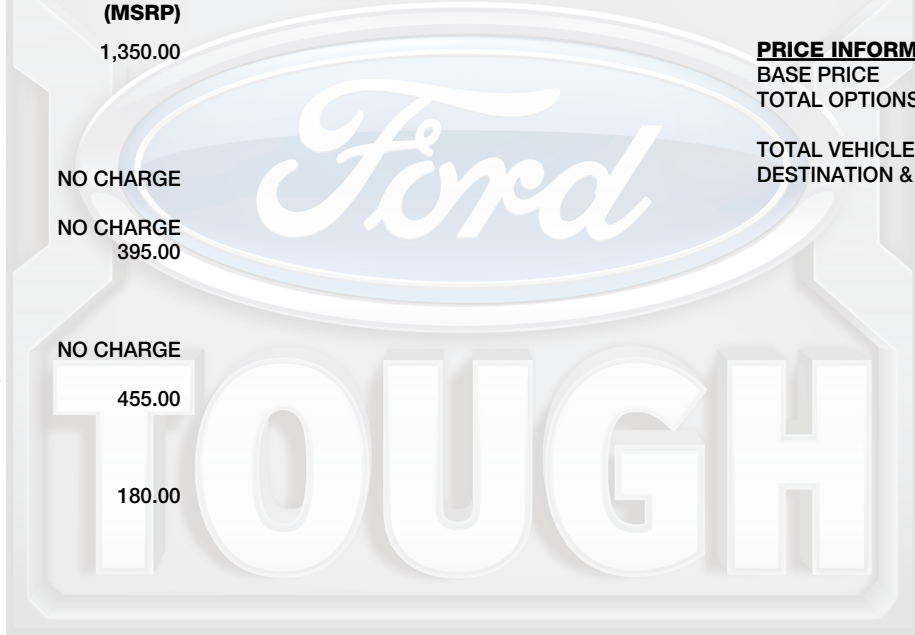 (MSRP)
1,350.00
NO CHARGE
NO CHARGE
395.00
NO CHARGE
455.00
180.00
PRICE INFORM
BASE PRICE
TOTAL OPTIONS
TOTAL VEHICLE
DESTINATION &
Ford
TOUGH